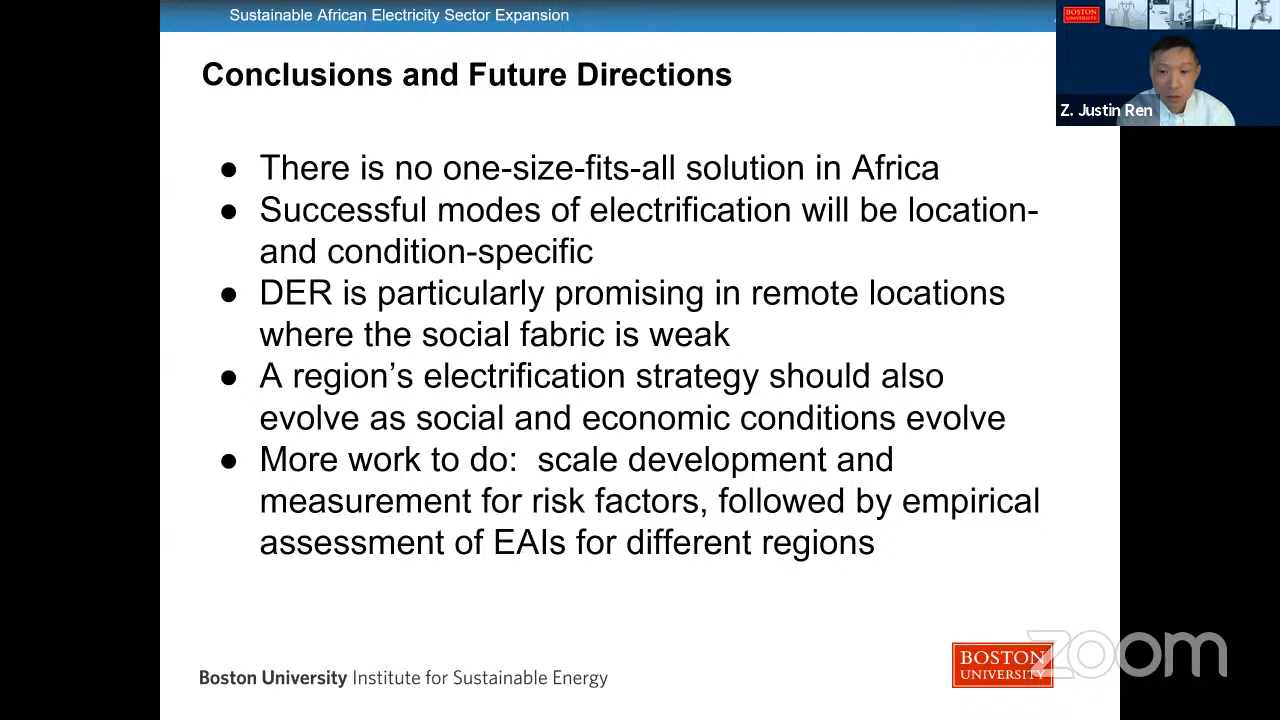 Sustainable African Electricity Sector Expansion
BOSTON
UNIVERSITY
Z. Justin Ren
Conclusions and Future Directions
● There is no one-size-fits-all solution in Africa
● Successful modes of electrification will be location-
and condition-specific
● DER is particularly promising in remote locations
where the social fabric is weak
● A region’s electrification strategy should also
evolve as social and economic conditions evolve
● More work to do:  scale development and
measurement for risk factors, followed by empirical
assessment of EAIs for different regions
Boston University Institute for Sustainable Energy
BOSTON
UNIVERSITY
zoom